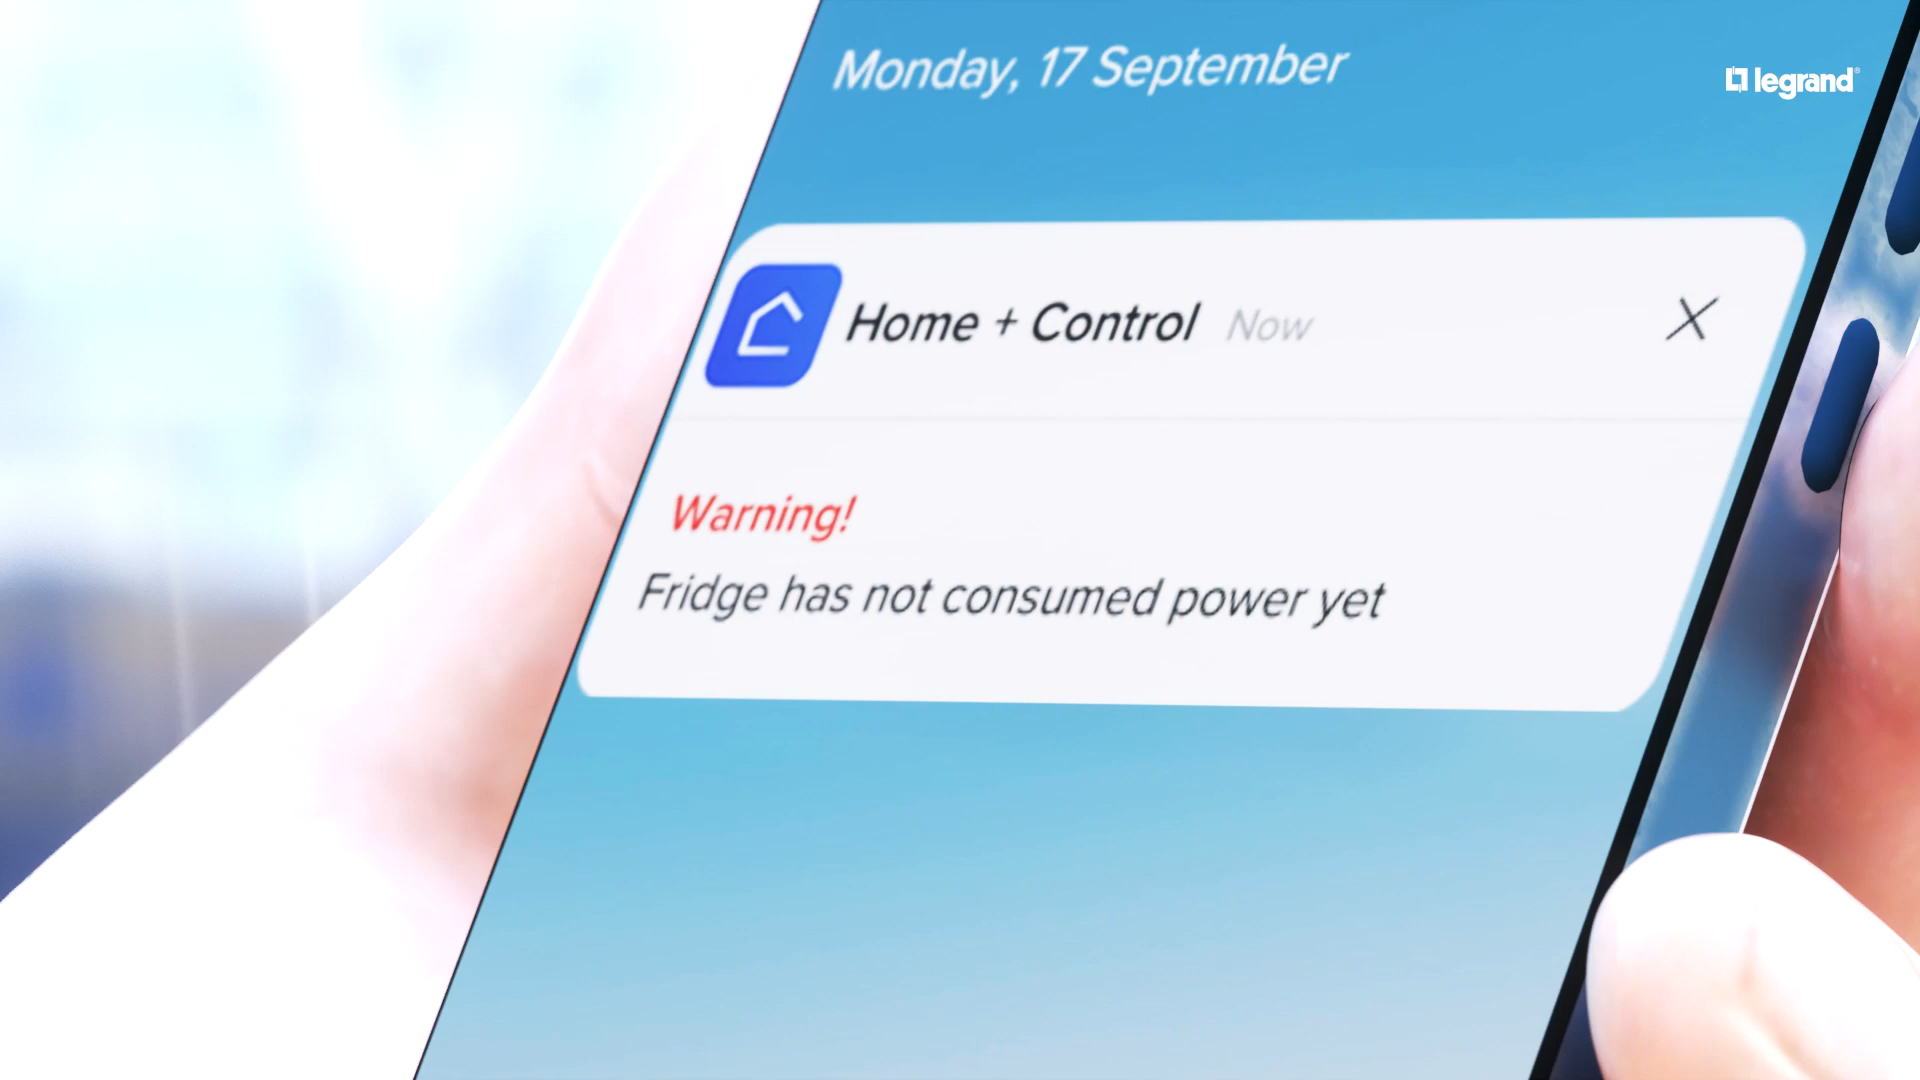 Monday, 17 September
legrand®
Home + Control Now
Warning!
Fridge has not consumed power yet